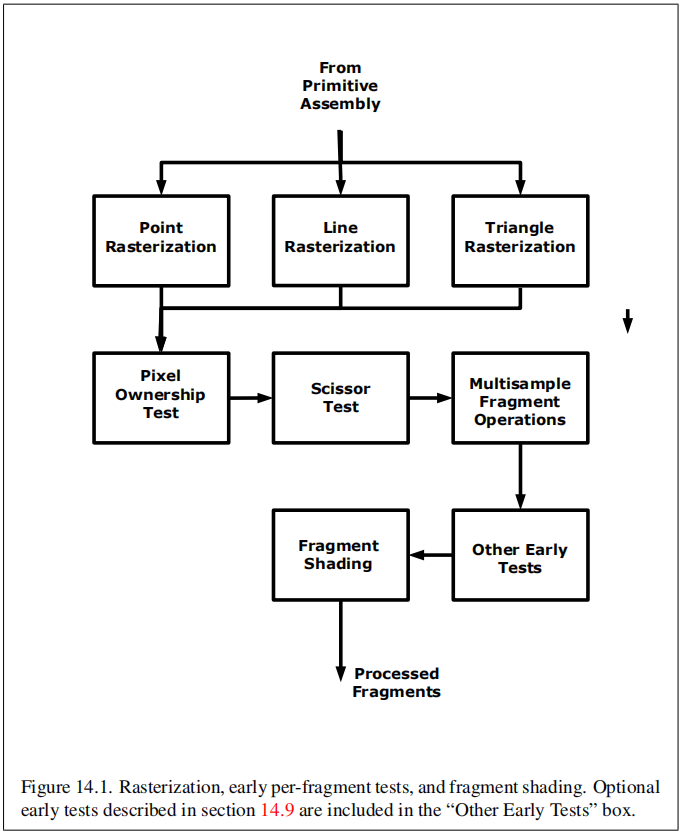 From
Primitive
Assembly
Point
Rasterization
Line
Rasterization
Triangle
Rasterization
Pixel
Ownership
Test
Scissor
Test
Multisample
Fragment
Operations
Fragment
Shading
Other Early
Tests
Processed
Fragments
Figure 14.1. Rasterization, early per-fragment tests, and fragment shading. Optional
early tests described in section 14.9 are included in the “Other Early Tests” box.